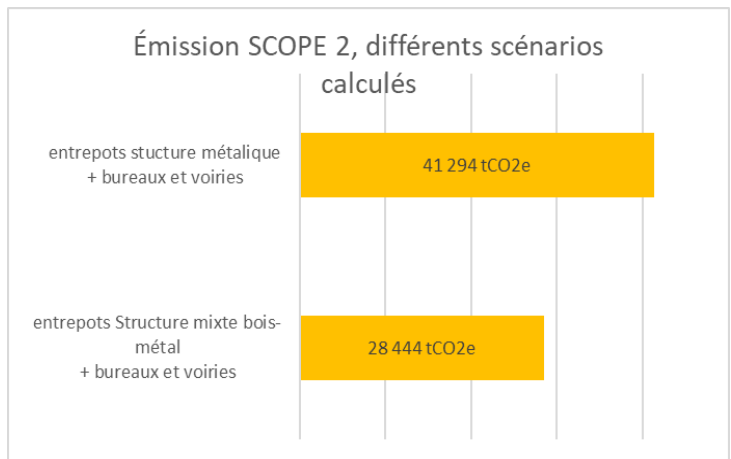 Émission SCOPE 2, différents scénarios
calculés
entrepots stucture métalique
+ bureaux et voiries
41 294 tCO2e
entrepots Structure mixte bois-
métal
+ bureaux et voiries
28 444 tCO2e